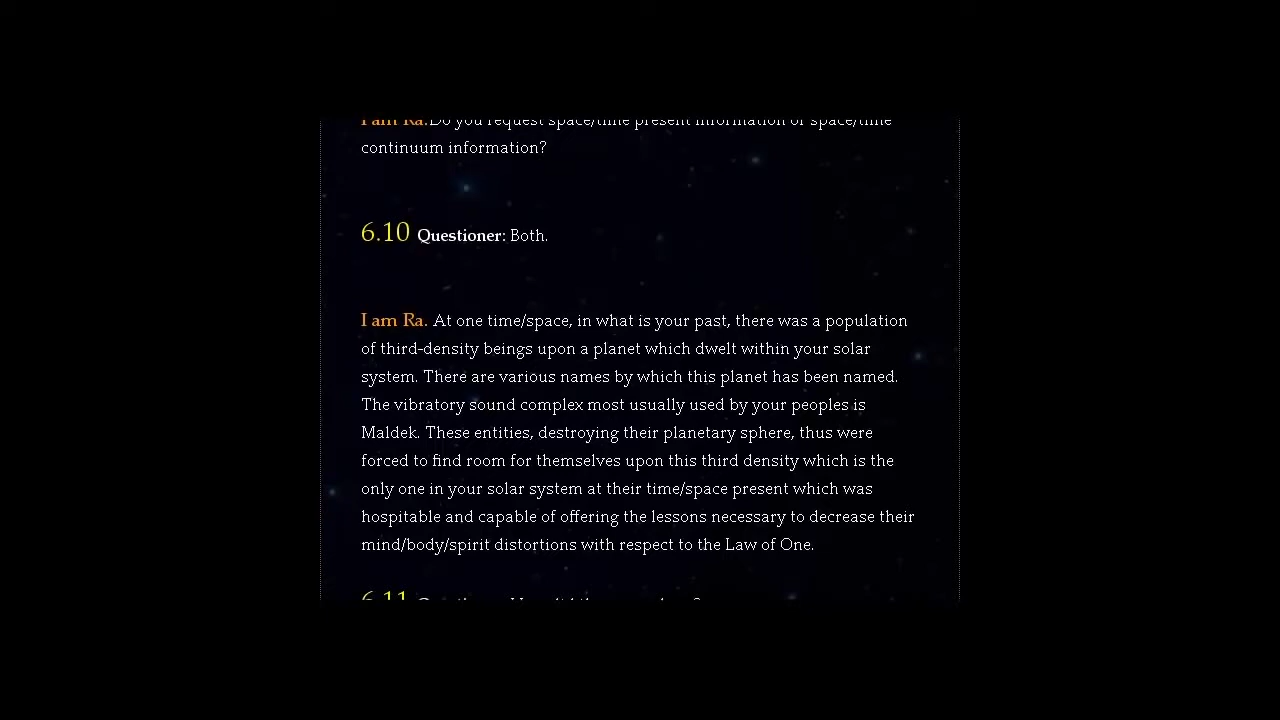 I am Ra.Do you request space/time present information or space/time
continuum information?
6.10 Questioner: Both.
I am Ra. At one time/space, in what is your past, there was a population
of third-density beings upon a planet which dwelt within your solar
system. There are various names by which this planet has been named.
The vibratory sound complex most usually used by your peoples is
Maldek. These entities, destroying their planetary sphere, thus were
forced to find room for themselves upon this third density which is the
only one in your solar system at their time/space present which was
hospitable and capable of offering the lessons necessary to decrease their
mind/body/spirit distortions with respect to the Law of One.
6.11